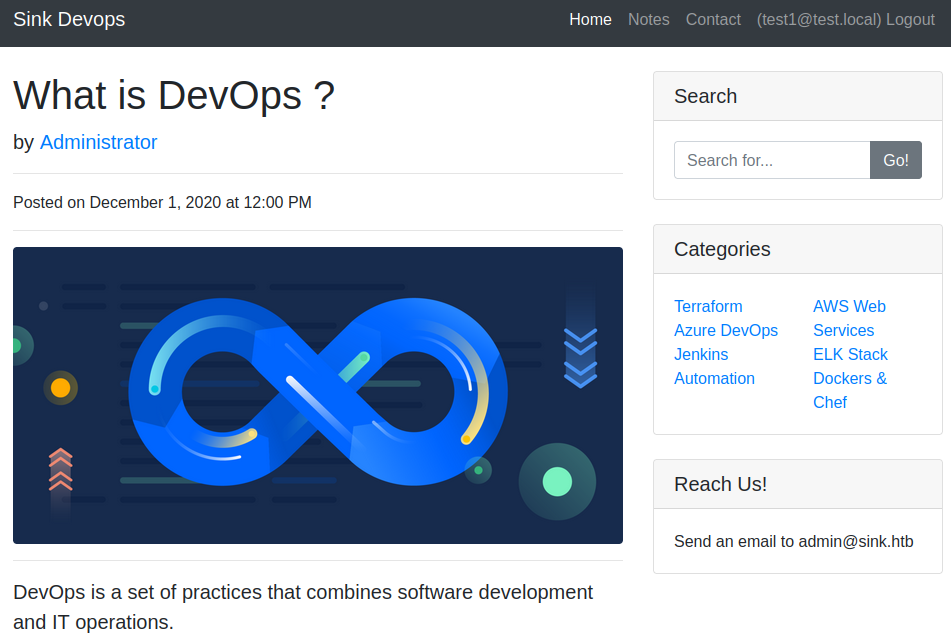 Sink Devops
Home Notes Contact (test1@test.local) Logout
What is DevOps ?
by Administrator
Posted on December 1, 2020 at 12:00 PM
DevOps is a set of practices that combines software development
and IT operations.
Search
Search for... Go!
Categories
Terraform
Azure DevOps
Jenkins
Automation
AWS Web
Services
ELK Stack
Dockers &
Chef
Reach Us!
Send an email to admin@sink.htb